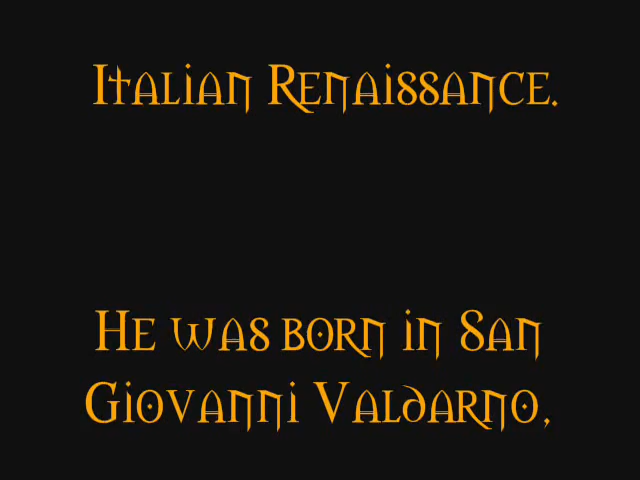 Italian Renaissance.
He was born in San
Giovanni Valdarno,